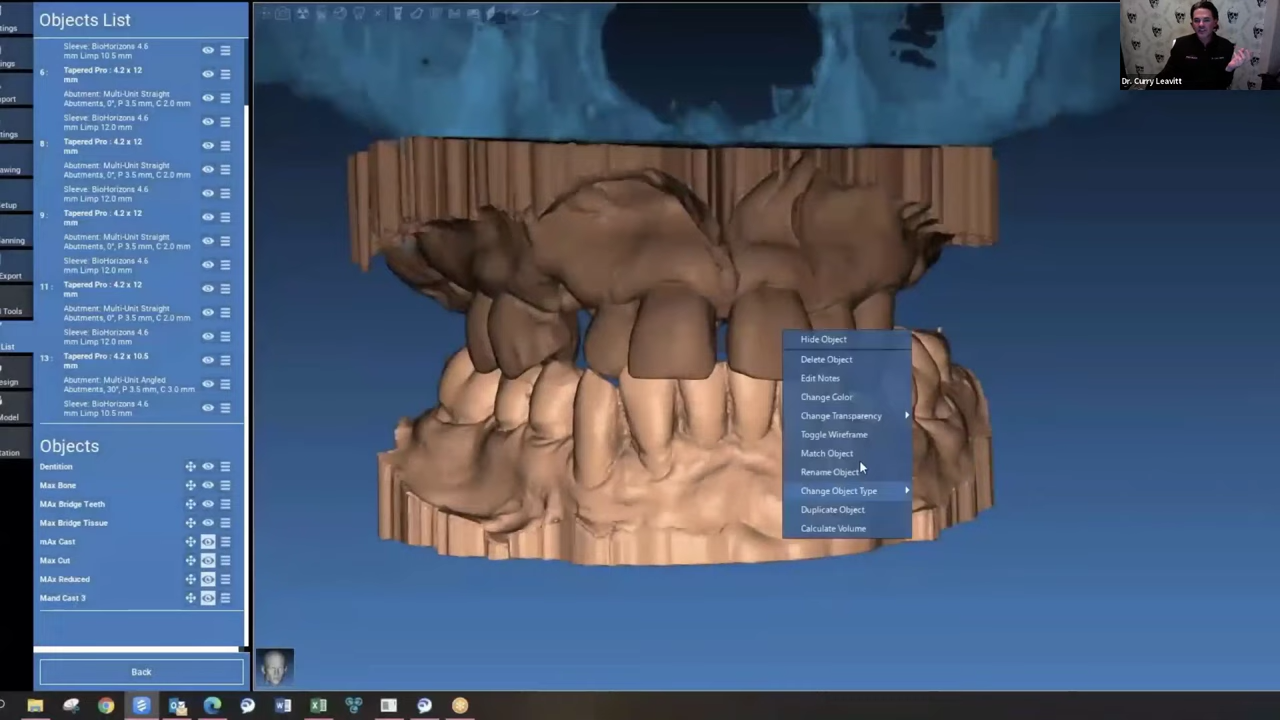 Objects List
Sleeve: BioHorizons 4.6
mm Limp 10.5 mm
6 : Tapered Pro : 4.2 x 12
mm
Abutment: Multi-Unit Straight
Abutments, 0°, P 3.5 mm, C 2.0 mm
Sleeve: BioHorizons 4.6
mm Limp 12.0 mm
8 : Tapered Pro : 4.2 x 12
mm
Abutment: Multi-Unit Straight
Abutments, 0°, P 3.5 mm, C 2.0 mm
Sleeve: BioHorizons 4.6
mm Limp 12.0 mm
9 : Tapered Pro : 4.2 x 12
mm
Abutment: Multi-Unit Straight
Abutments, 0°, P 3.5 mm, C 2.0 mm
Sleeve: BioHorizons 4.6
mm Limp 12.0 mm
11 : Tapered Pro : 4.2 x 12
mm
Abutment: Multi-Unit Straight
Abutments, 0°, P 3.5 mm, C 2.0 mm
Sleeve: BioHorizons 4.6
mm Limp 12.0 mm
13 : Tapered Pro : 4.2 x 10.5
mm
Abutment: Multi-Unit Angled
Abutments, 30°, P 3.5 mm, C 3.0 mm
Sleeve: BioHorizons 4.6
mm Limp 10.5 mm
Objects
Dentition
Max Bone
MAx Bridge Teeth
Max Bridge Tissue
mAx Cast
Max Cut
MAx Reduced
Mand Cast 3
Back
Hide Object
Delete Object
Edit Notes
Change Color
Change Transparency
Toggle Wireframe
Match Object
Rename Object
Change Object Type
Duplicate Object
Calculate Volume
Dr. Curry Leavitt